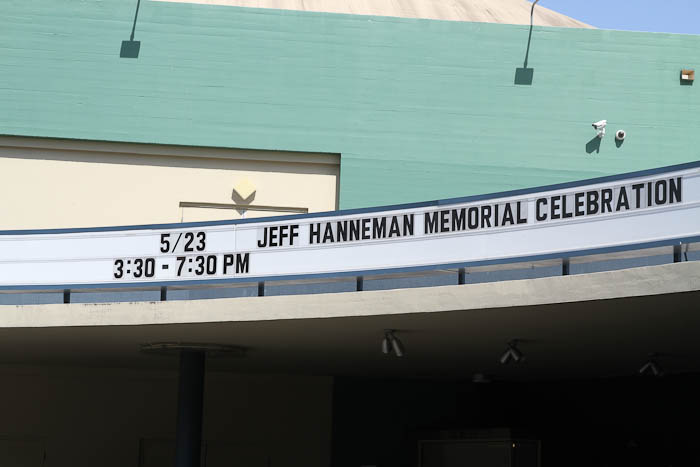 5/23 JEFF HANNEMAN MEMORIAL CELEBRATION
3:30 - 7:30 PM